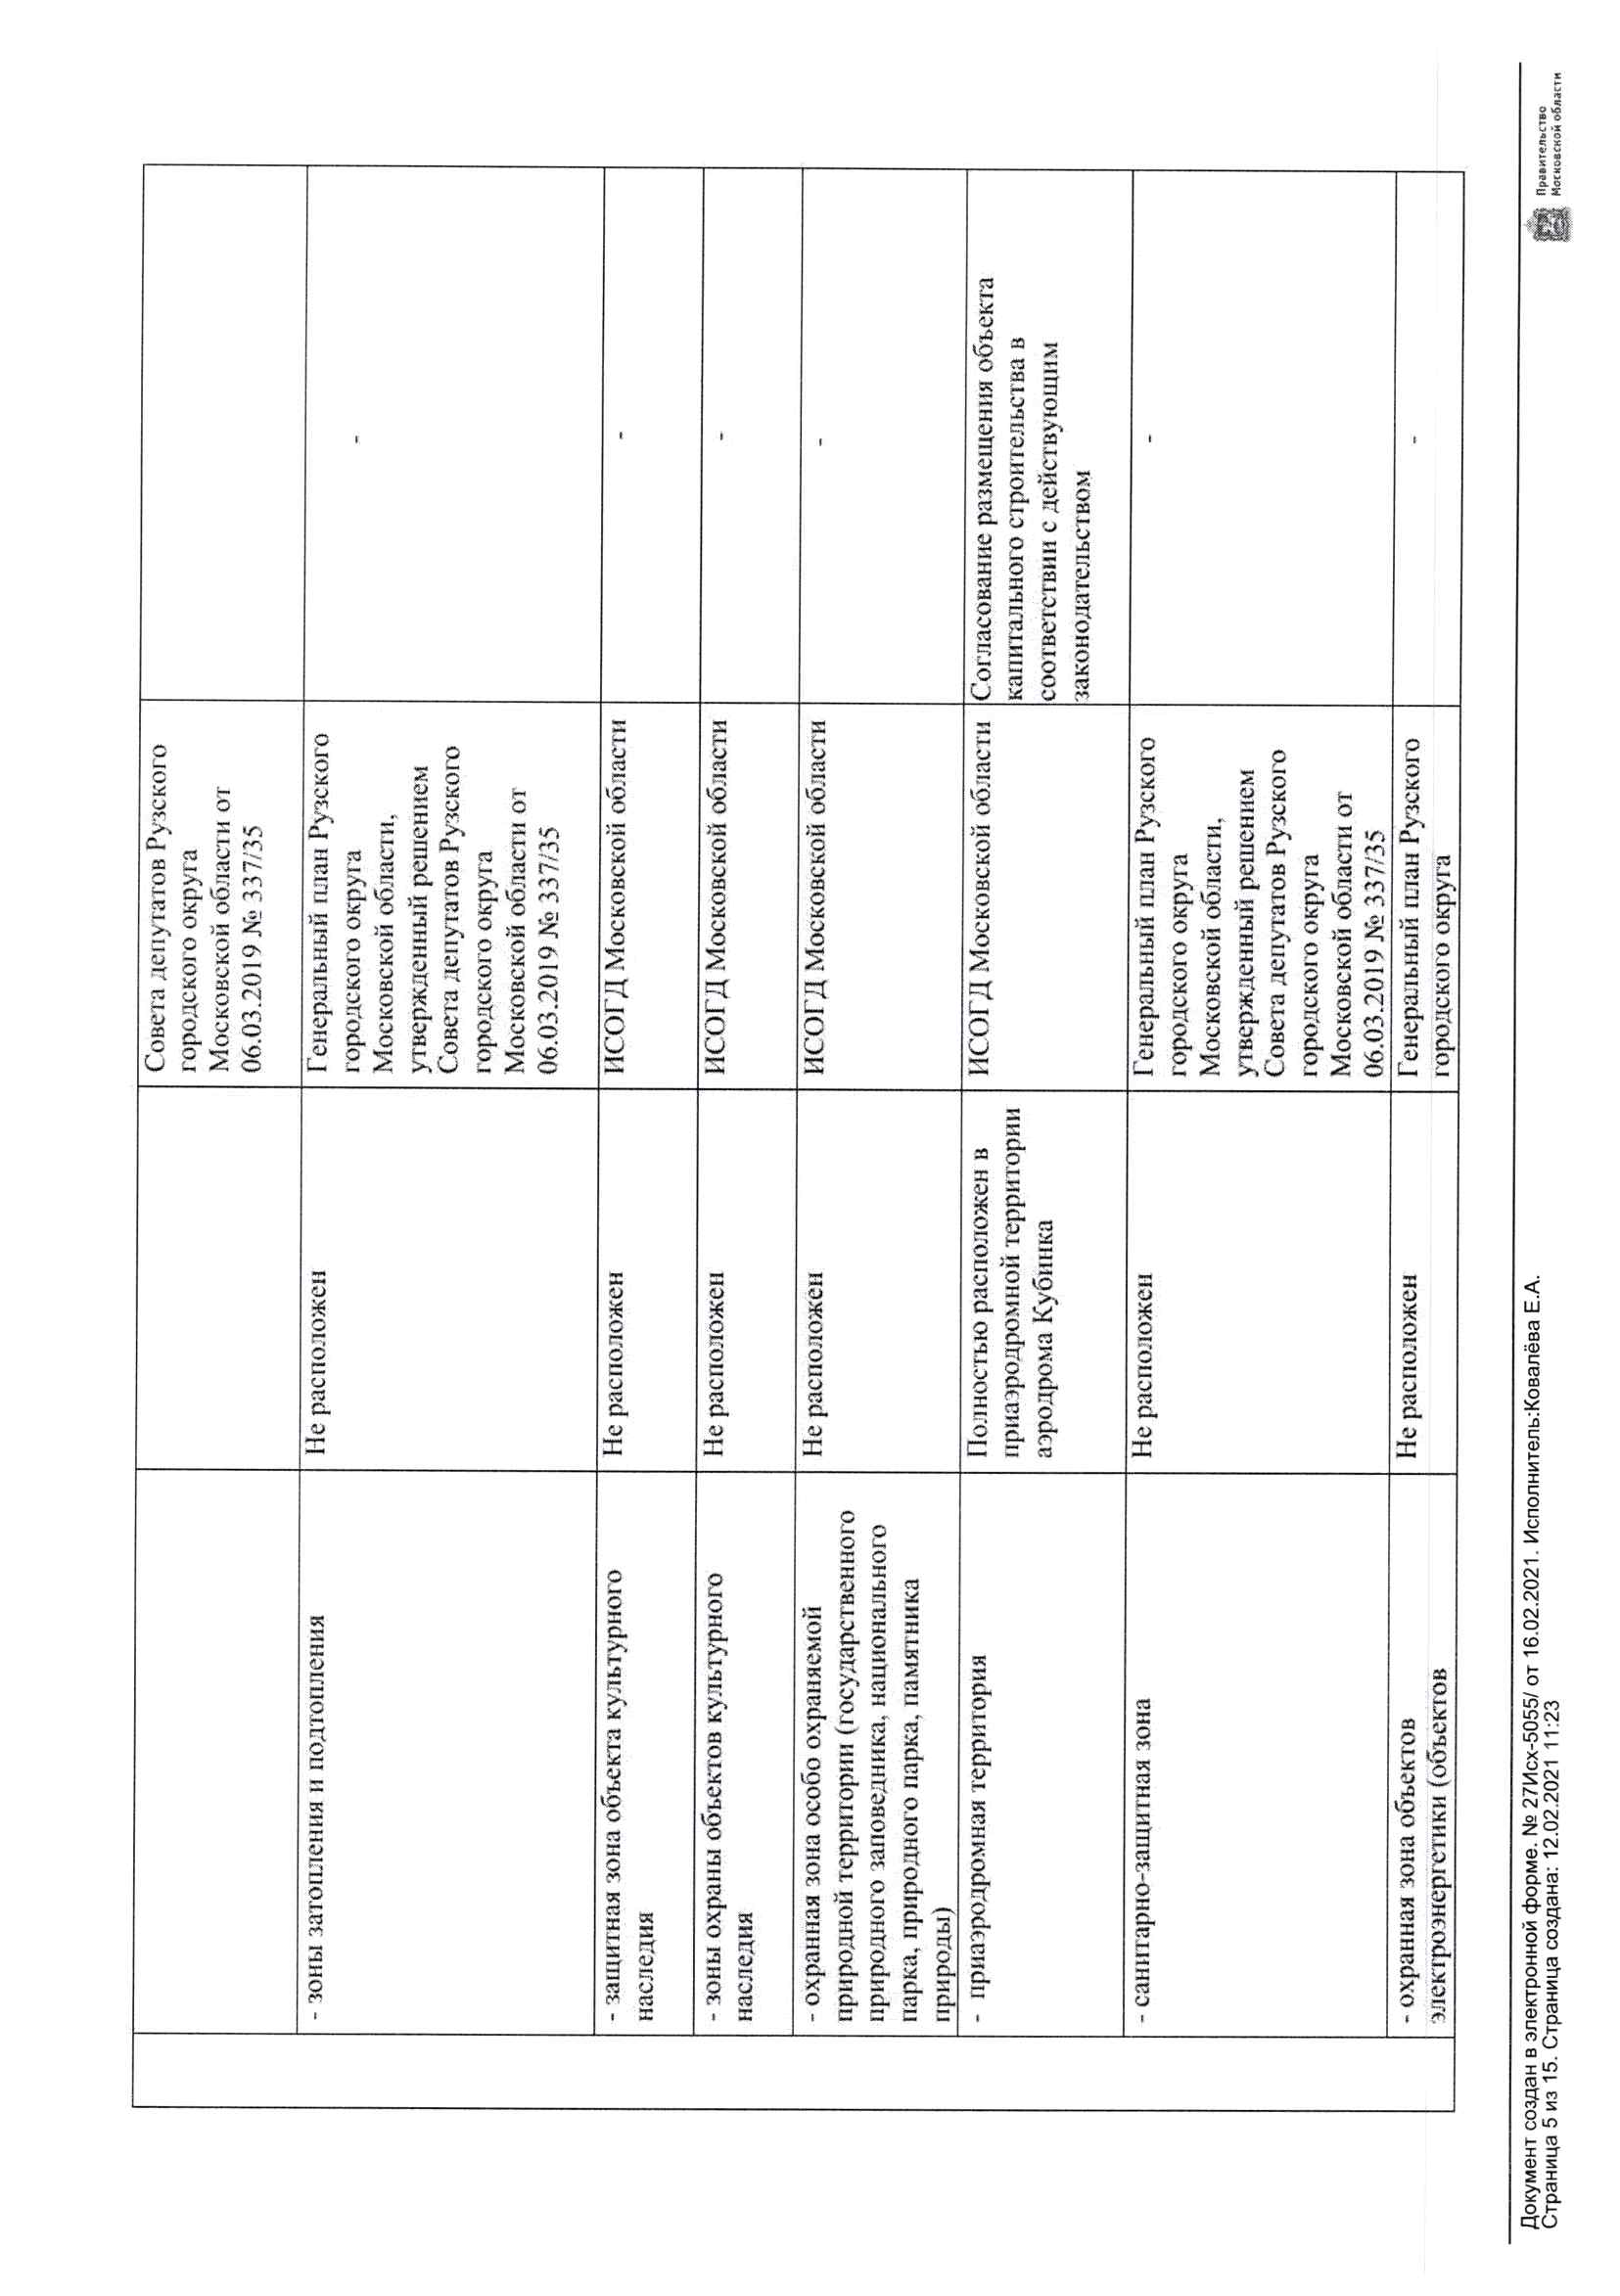 Совета депутатов Рузского
городского округа
Московской области от
06.03.2019 № 337/35
- зоны затопления и подтопления
Не расположен
Генеральный план Рузского
городского округа
Московской области,
утвержденный решением
Совета депутатов Рузского
городского округа
Московской области от
06.03.2019 № 337/35
-
- защитная зона объекта культурного
наследия
Не расположен
ИСОГД Московской области
-
- зоны охраны объектов культурного
наследия
Не расположен
ИСОГД Московской области
-
- охранная зона особо охраняемой
природной территории (государственного
природного заповедника, национального
парка, природного парка, памятника
природы)
Не расположен
ИСОГД Московской области
-
- приаэродромная территория
Полностью расположен в
приаэродромной территории
аэродрома Кубинка
ИСОГД Московской области
Согласование размещения объекта
капитального строительства в
соответствии с действующим
законодательством
- санитарно-защитная зона
Не расположен
Генеральный план Рузского
городского округа
Московской области,
утвержденный решением
Совета депутатов Рузского
городского округа
Московской области от
06.03.2019 № 337/35
-
- охранная зона объектов
электроэнергетики (объектов
Не расположен
Генеральный план Рузского
городского округа
-
Документ создан в электронной форме. № 27Исх-5055/ от 16.02.2021. Исполнитель:Ковалёва Е.А.
Страница 5 из 15. Страница создана: 12.02.2021 11:23
Правительство
Московской области